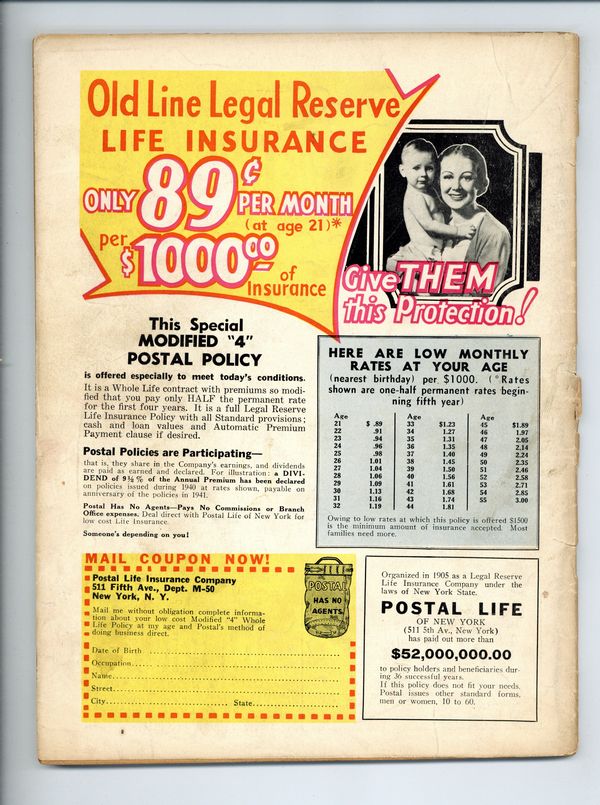 Old Line Legal Reserve
LIFE INSURANCE
ONLY 89¢ PER MONTH
(at age 21)*
per $1000.00 of
Insurance
Give THEM
this Protection!
This Special
MODIFIED "4"
POSTAL POLICY
is offered especially to meet today's conditions.
It is a Whole Life contract with premiums so modi-
fied that you pay only HALF the permanent rate
for the first four years. It is a full Legal Reserve
Life Insurance Policy with all Standard provisions;
cash and loan values and Automatic Premium
Payment clause if desired.
Postal Policies are Participating—
that is, they share in the Company's earnings, and dividends
are paid as earned and declared. For illustration: a DIVI-
DEND of 9½% of the Annual Premium has been declared
on policies issued during 1940 at rates shown, payable on
anniversary of the policies in 1941.
Postal Has No Agents—Pays No Commissions or Branch
Office expenses. Deal direct with Postal Life of New York for
low cost Life Insurance.
Someone's depending on you!
HERE ARE LOW MONTHLY
RATES AT YOUR AGE
(nearest birthday) per $1000. (*Rates
shown are one-half permanent rates begin-
ning fifth year)
Age Age Age
21 $ .89 33 $1.23 45 $1.89
22 .91 34 1.27 46 1.97
23 .94 35 1.31 47 2.05
24 .96 36 1.35 48 2.14
25 .98 37 1.40 49 2.24
26 1.01 38 1.45 50 2.35
27 1.04 39 1.50 51 2.46
28 1.06 40 1.56 52 2.58
29 1.09 41 1.61 53 2.71
30 1.13 42 1.68 54 2.85
31 1.16 43 1.74 55 3.00
32 1.19 44 1.81
Owing to low rates at which this policy is offered $1500
is the minimum amount of insurance accepted. Most
families need more.
MAIL COUPON NOW!
Postal Life Insurance Company
511 Fifth Ave., Dept. M-50
New York, N. Y.
Mail me without obligation complete informa-
tion about your low cost Modified "4" Whole
Life Policy at my age and Postal's method of
doing business direct.
Date of Birth
Occupation
Name
Street
City State
POSTAL
HAS NO
AGENTS
Organized in 1905 as a Legal Reserve
Life Insurance Company under the
laws of New York State.
POSTAL LIFE
OF NEW YORK
(511 5th Av., New York)
has paid out more than
$52,000,000.00
to policy holders and beneficiaries dur-
ing 36 successful years.
If this policy does not fit your needs,
Postal issues other standard forms,
men or women, 10 to 60.